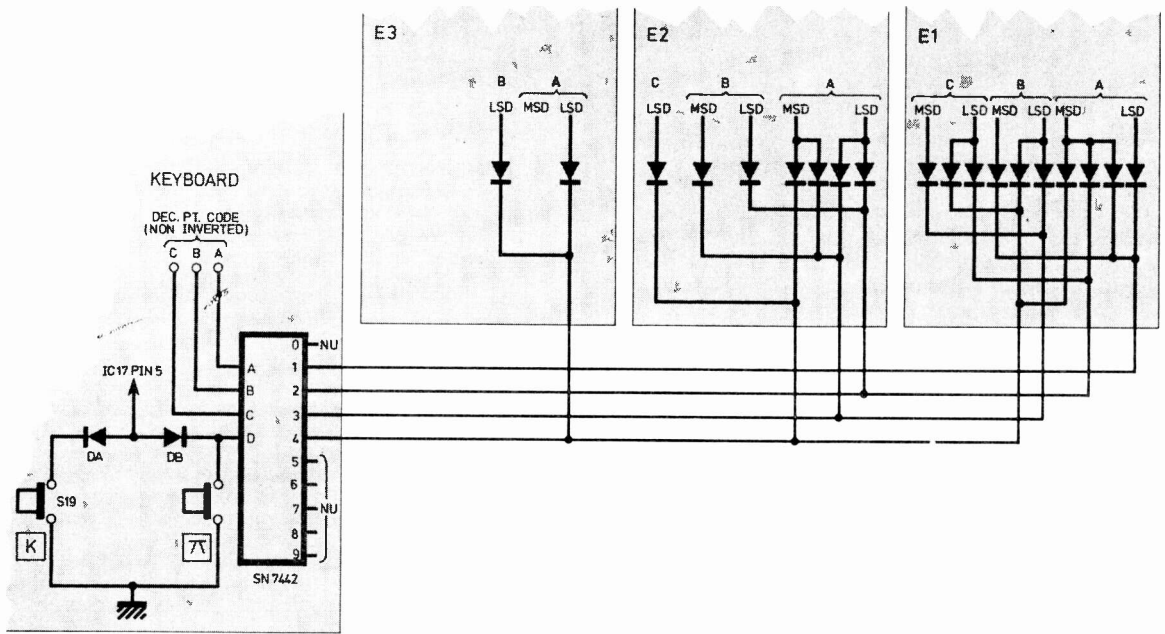 E3
E2
E1
B A
LSD MSD LSD
C B A
LSD MSD LSD MSD LSD
C B A
MSD LSD MSD LSD MSD LSD
KEYBOARD
DEC. PT. CODE
(NON INVERTED)
C B A
IC17 PIN 5
DA
DB
S19
K
π
A
B
C
D
0 NU
1
2
3
4
5
6
7 NU
8
9
SN 7442